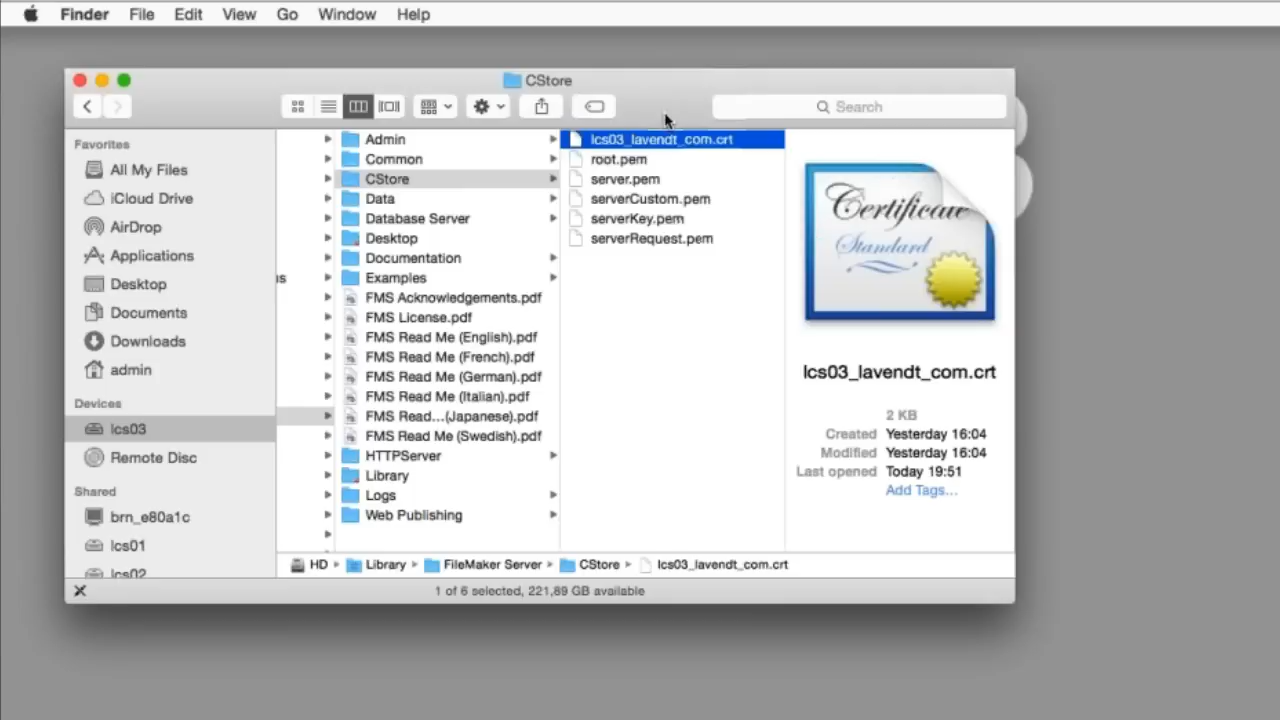 Finder File Edit View Go Window Help
CStore
Search
Favorites
All My Files
iCloud Drive
AirDrop
Applications
Desktop
Documents
Downloads
admin
Devices
lcs03
Remote Disc
Shared
brn_e80a1c
lcs01
lcs02
Admin
Common
CStore
Data
Database Server
Desktop
Documentation
Examples
FMS Acknowledgements.pdf
FMS License.pdf
FMS Read Me (English).pdf
FMS Read Me (French).pdf
FMS Read Me (German).pdf
FMS Read Me (Italian).pdf
FMS Read...(Japanese).pdf
FMS Read Me (Swedish).pdf
HTTPServer
Library
Logs
Web Publishing
lcs03_lavendt_com.crt
root.pem
server.pem
serverCustom.pem
serverKey.pem
serverRequest.pem
Certificate
Standard
lcs03_lavendt_com.crt
2 KB
Created Yesterday 16:04
Modified Yesterday 16:04
Last opened Today 19:51
Add Tags...
HD Library FileMaker Server CStore lcs03_lavendt_com.crt
1 of 6 selected, 221,89 GB available